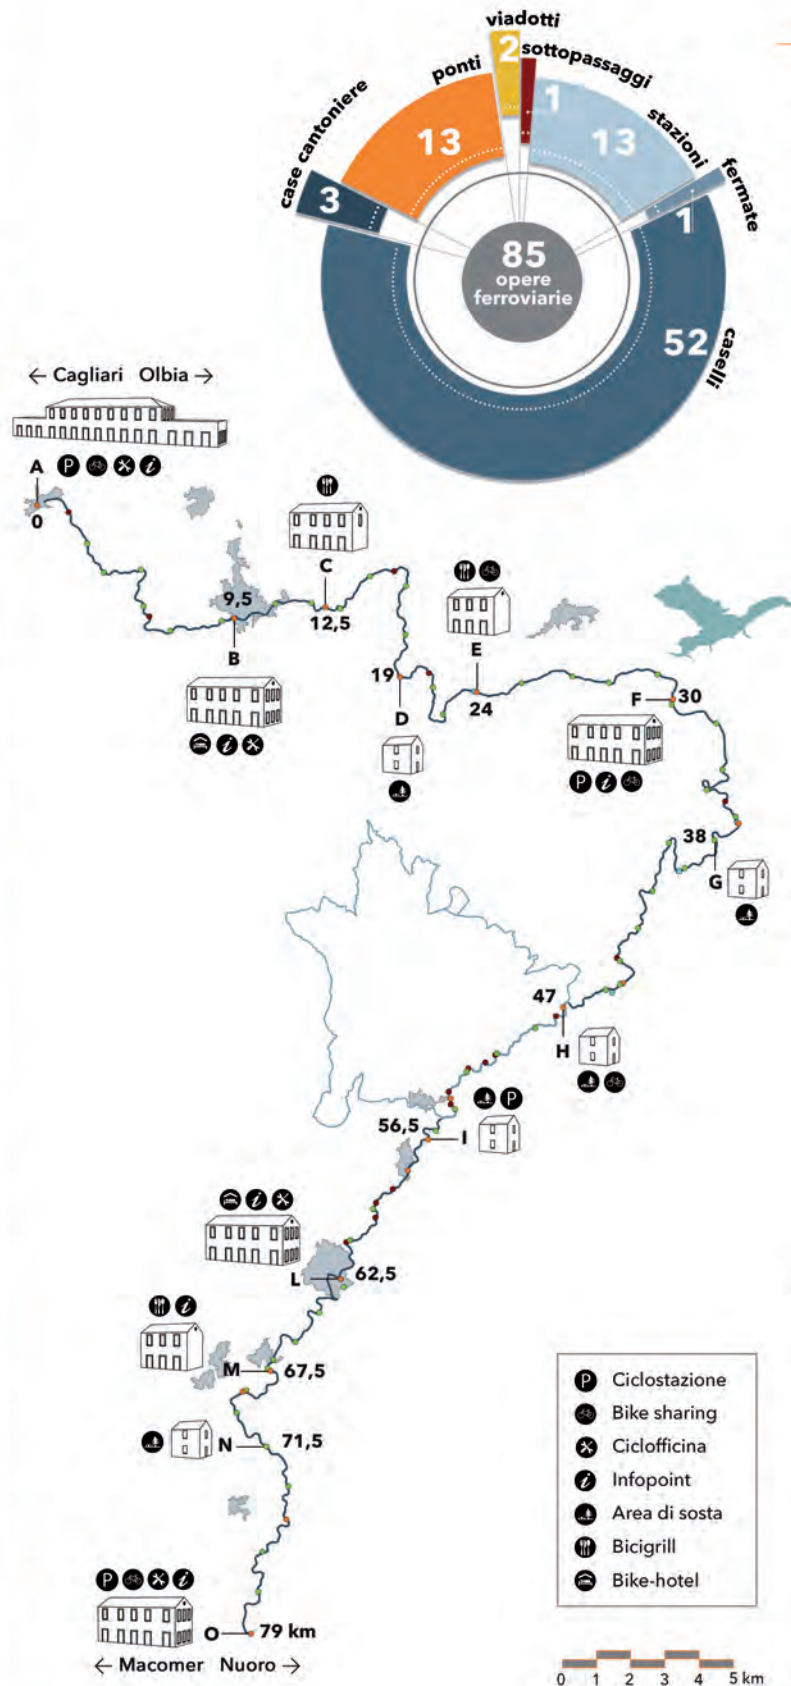 viadotti
2
sottopassaggi
1
ponti
13
stazioni
13
case cantoniere
3
fermate
1
85
opere
ferroviarie
52
caselli
← Cagliari Olbia →
A
P
i
0
C
12,5
9,5
B
i
E
24
19
D
F
30
P i
38
G
47
H
P
56,5
I
i
L
62,5
i
M
67,5
N
71,5
P
i
O
79 km
← Macomer Nuoro →
P Ciclostazione
Bike sharing
Ciclofficina
i Infopoint
Area di sosta
Bicigrill
Bike-hotel
0 1 2 3 4 5 km